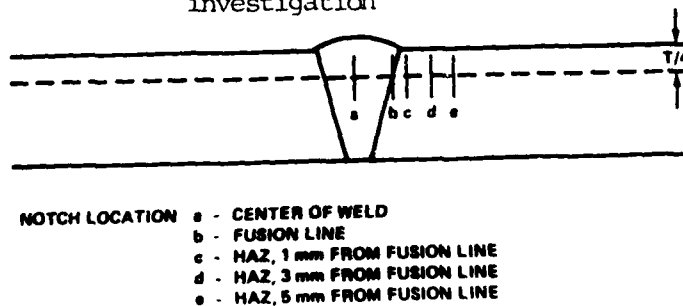 investigation
T/4
a b c d e
NOTCH LOCATION a - CENTER OF WELD
b - FUSION LINE
c - HAZ, 1 mm FROM FUSION LINE
d - HAZ, 3 mm FROM FUSION LINE
e - HAZ, 5 mm FROM FUSION LINE